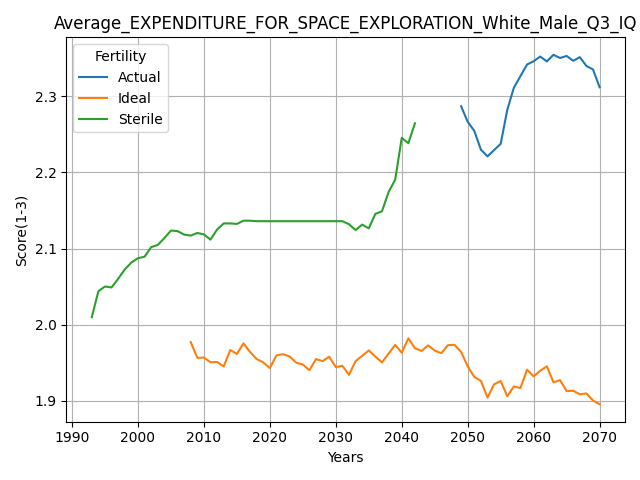 Average_EXPENDITURE_FOR_SPACE_EXPLORATION_White_Male_Q3_IQ
Fertility
Actual
Ideal
Sterile
Score(1-3)
2.3
2.2
2.1
2.0
1.9
1990 2000 2010 2020 2030 2040 2050 2060 2070
Years